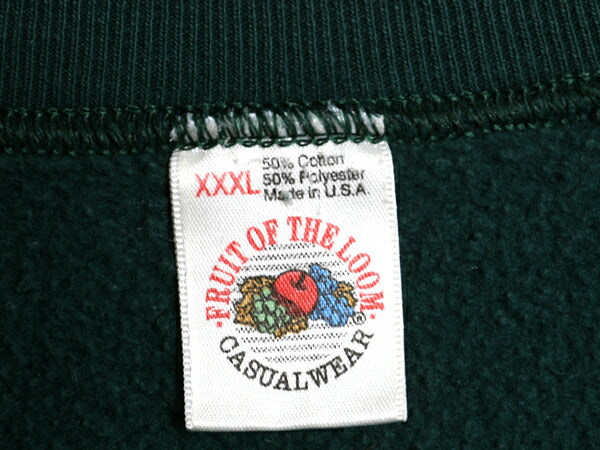 XXXL
50% Cotton
50% Polyester
Made in U.S.A.
·FRUIT OF THE LOOM·
®
CASUALWEAR